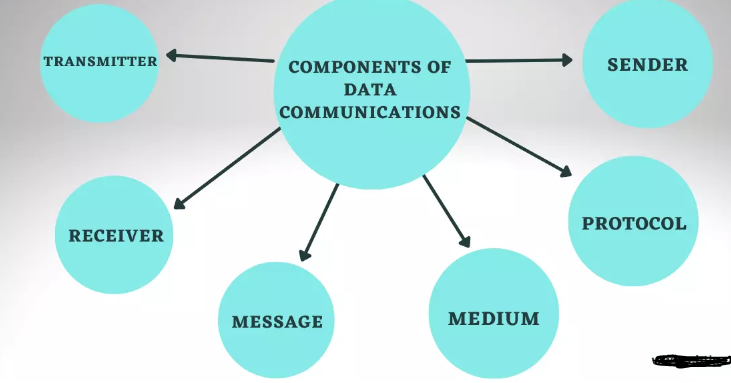 COMPONENTS OF
DATA
COMMUNICATIONS
TRANSMITTER
SENDER
RECEIVER
PROTOCOL
MESSAGE
MEDIUM